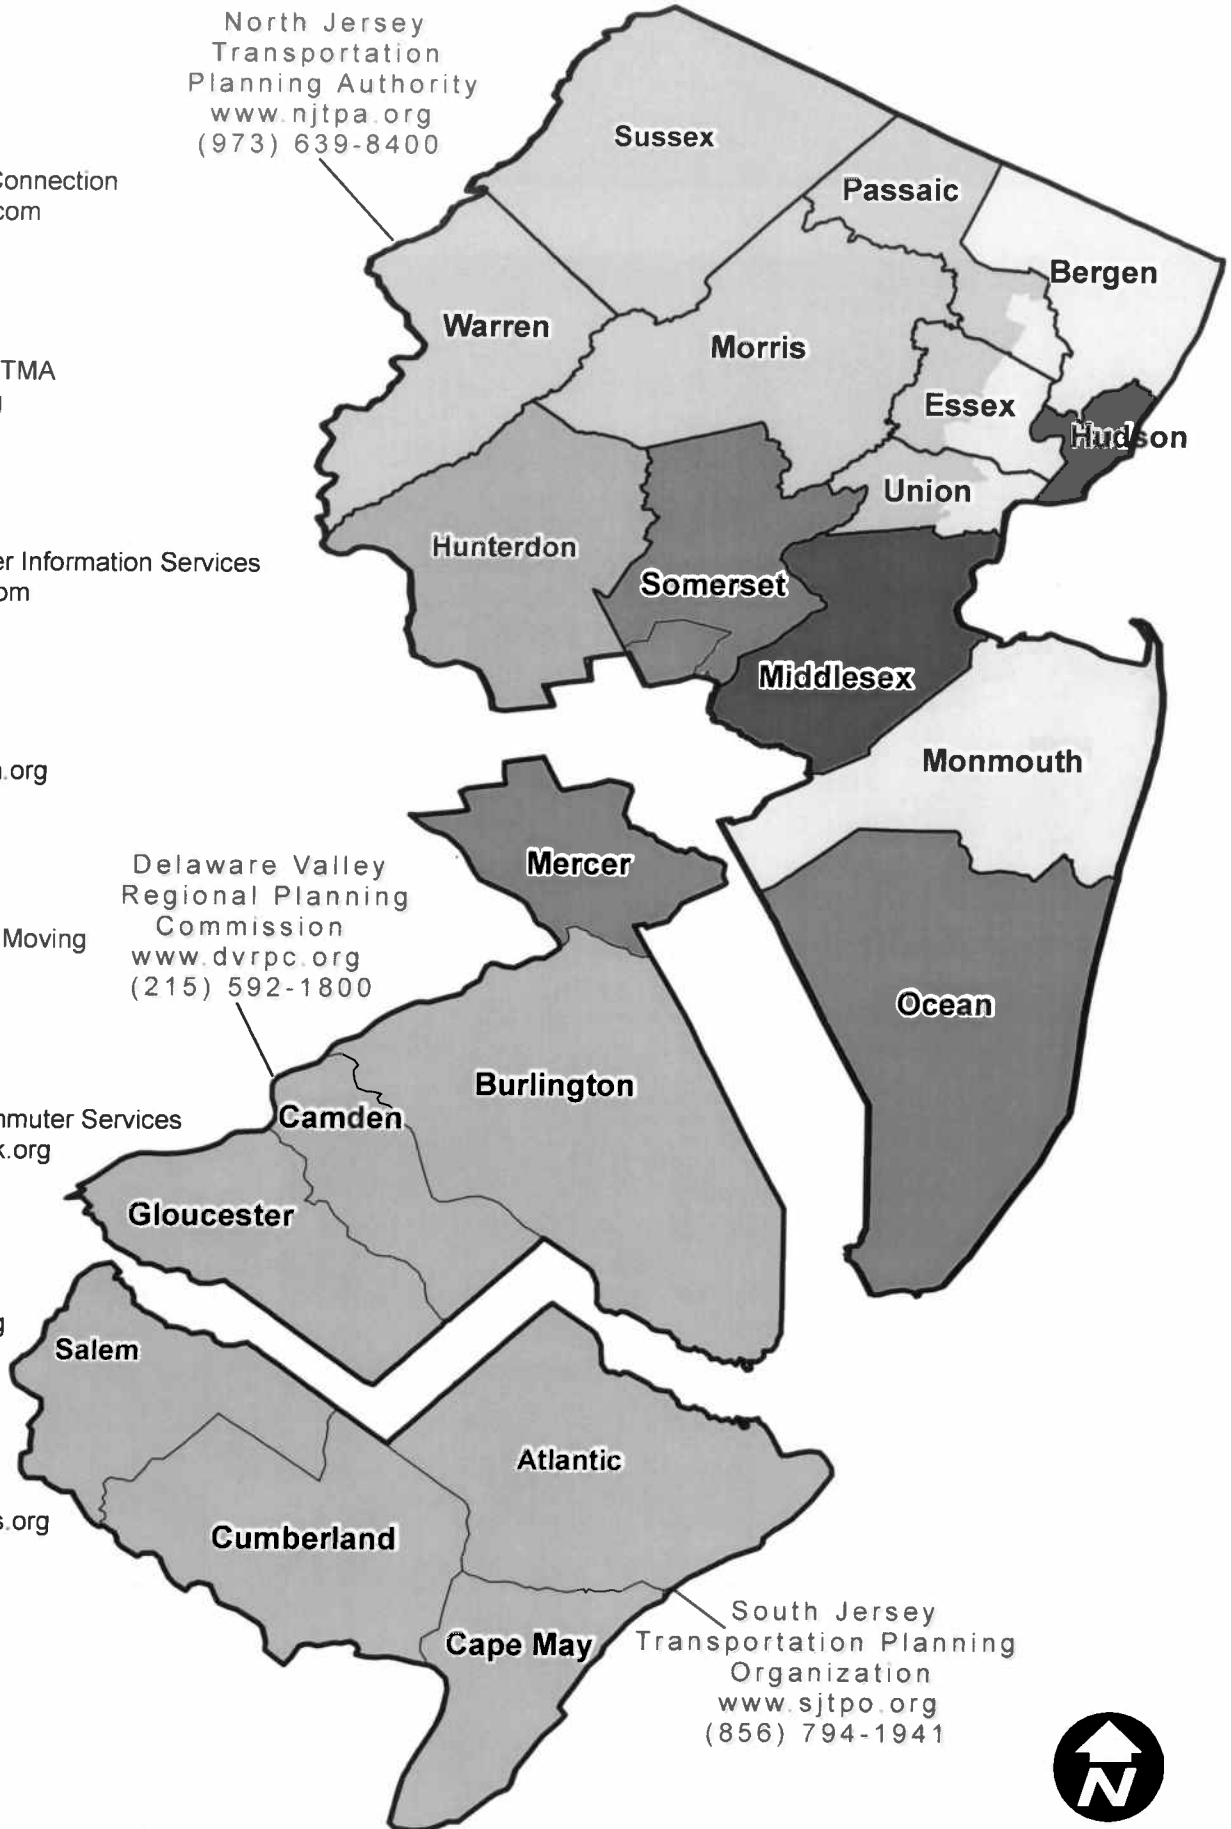 North Jersey
Transportation
Planning Authority
www.njtpa.org
(973) 639-8400
Sussex
Connection
com
Passaic
Bergen
Warren
Morris
TMA
Essex
Hudson
Union
Hunterdon
er Information Services
om
Somerset
Middlesex
Monmouth
.org
Mercer
Delaware Valley
Regional Planning
Commission
www.dvrpc.org
(215) 592-1800
Moving
Ocean
Burlington
Camden
nmuter Services
k.org
Gloucester
g
Salem
Atlantic
s.org
Cumberland
Cape May
South Jersey
Transportation Planning
Organization
www.sjtpo.org
(856) 794-1941
N